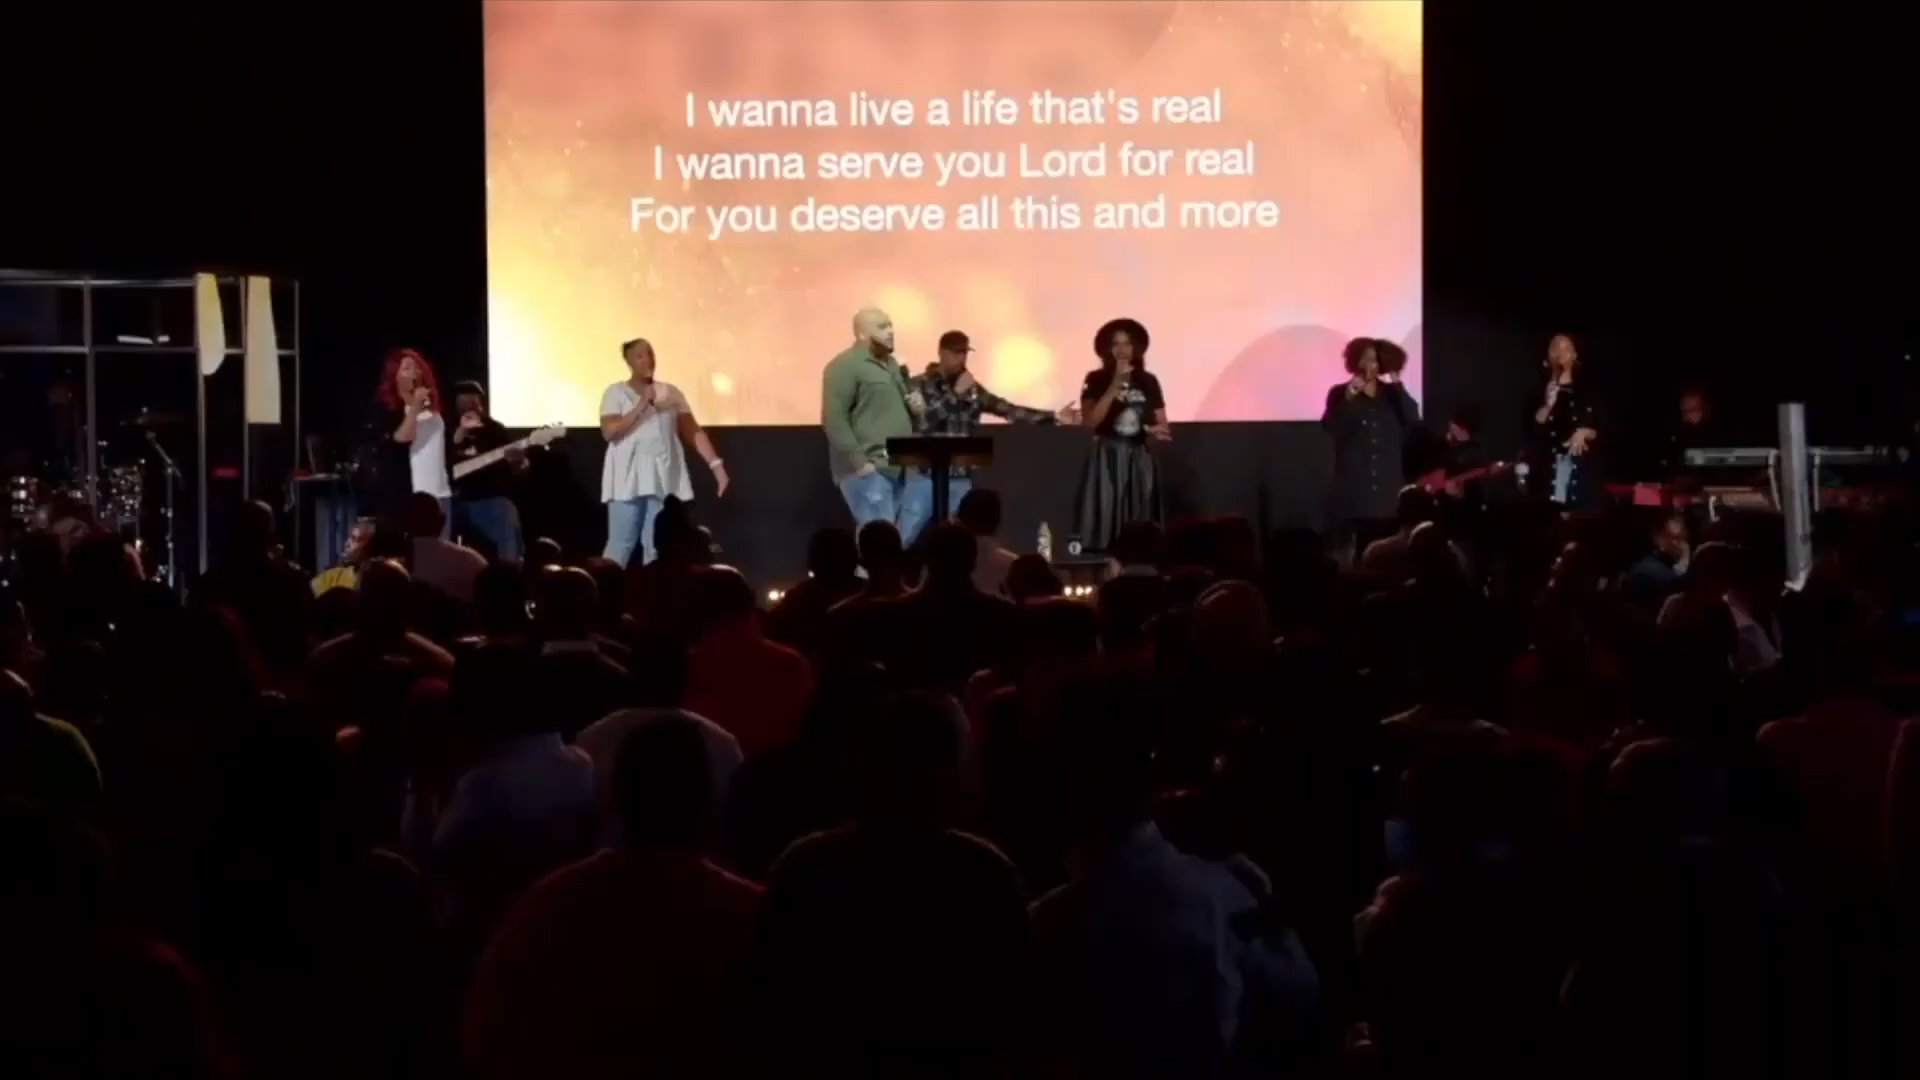 I wanna live a life that's real
I wanna serve you Lord for real
For you deserve all this and more